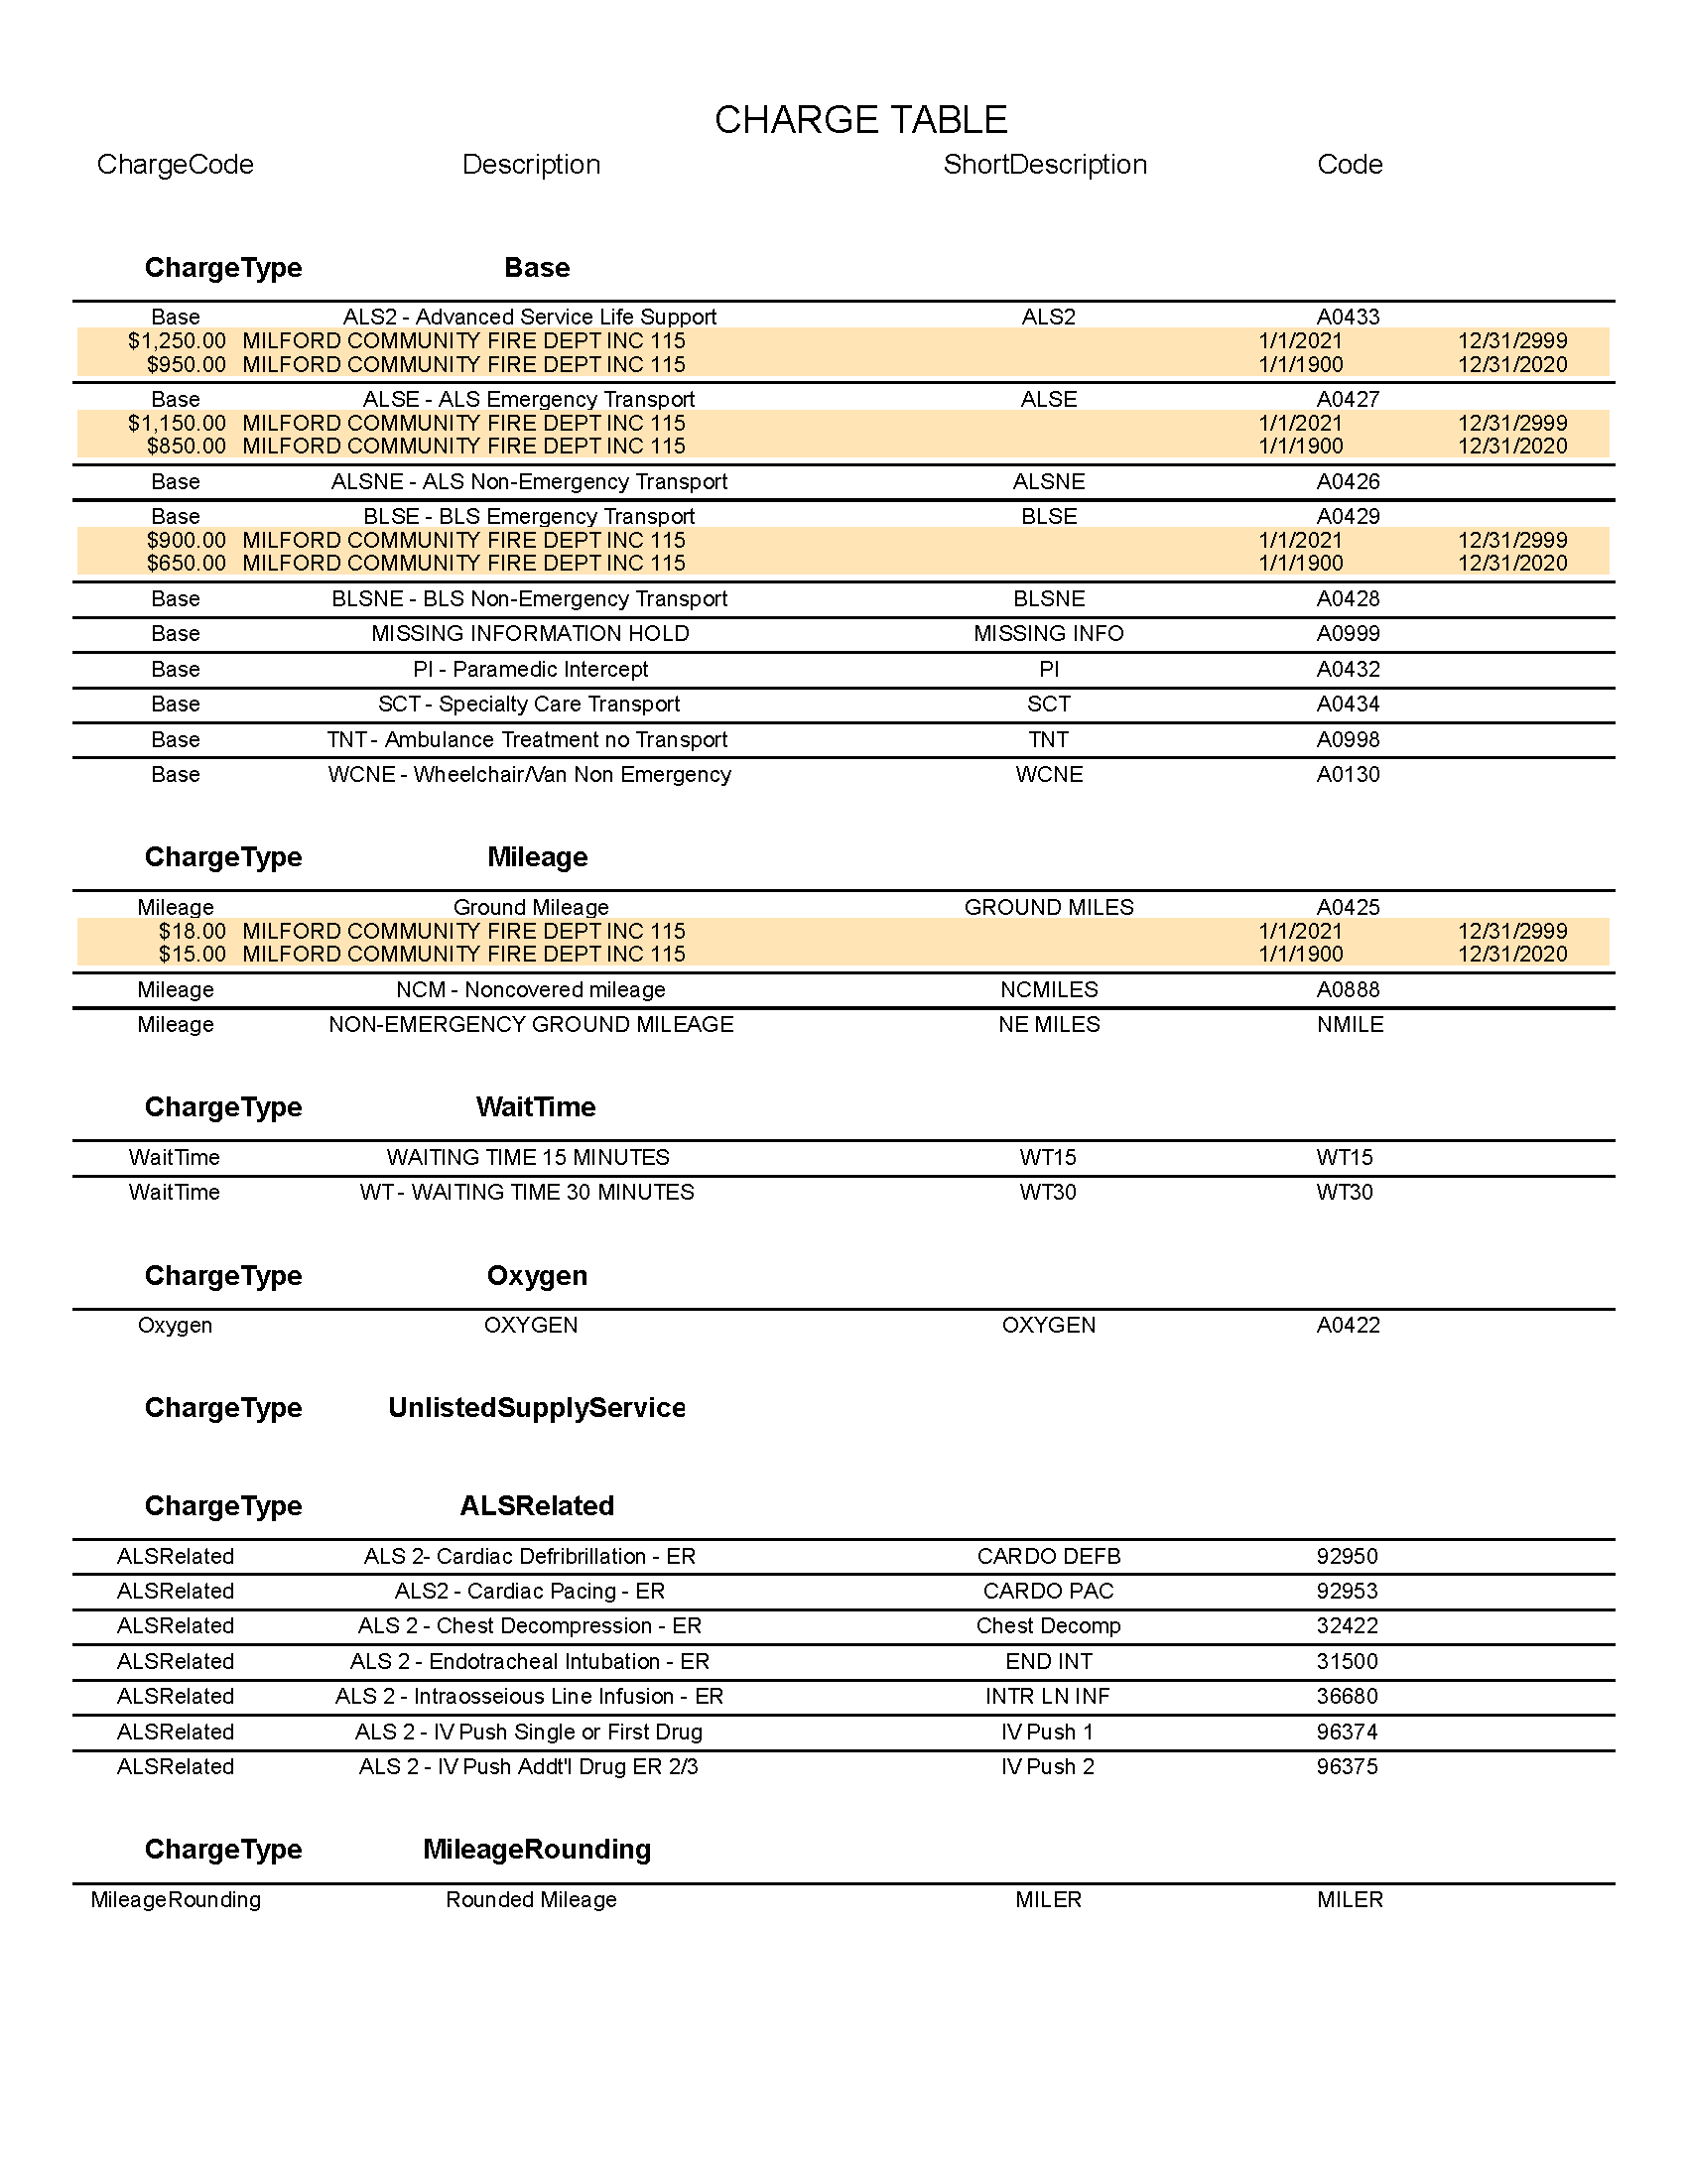 CHARGE TABLE
ChargeCode Description ShortDescription Code
ChargeType Base
Base ALS2 - Advanced Service Life Support ALS2 A0433
$1,250.00 MILFORD COMMUNITY FIRE DEPT INC 115 1/1/2021 12/31/2999
$950.00 MILFORD COMMUNITY FIRE DEPT INC 115 1/1/1900 12/31/2020
Base ALSE - ALS Emergency Transport ALSE A0427
$1,150.00 MILFORD COMMUNITY FIRE DEPT INC 115 1/1/2021 12/31/2999
$850.00 MILFORD COMMUNITY FIRE DEPT INC 115 1/1/1900 12/31/2020
Base ALSNE - ALS Non-Emergency Transport ALSNE A0426
Base BLSE - BLS Emergency Transport BLSE A0429
$900.00 MILFORD COMMUNITY FIRE DEPT INC 115 1/1/2021 12/31/2999
$650.00 MILFORD COMMUNITY FIRE DEPT INC 115 1/1/1900 12/31/2020
Base BLSNE - BLS Non-Emergency Transport BLSNE A0428
Base MISSING INFORMATION HOLD MISSING INFO A0999
Base PI - Paramedic Intercept PI A0432
Base SCT - Specialty Care Transport SCT A0434
Base TNT - Ambulance Treatment no Transport TNT A0998
Base WCNE - Wheelchair/Van Non Emergency WCNE A0130
ChargeType Mileage
Mileage Ground Mileage GROUND MILES A0425
$18.00 MILFORD COMMUNITY FIRE DEPT INC 115 1/1/2021 12/31/2999
$15.00 MILFORD COMMUNITY FIRE DEPT INC 115 1/1/1900 12/31/2020
Mileage NCM - Noncovered mileage NCMILES A0888
Mileage NON-EMERGENCY GROUND MILEAGE NE MILES NMILE
ChargeType WaitTime
WaitTime WAITING TIME 15 MINUTES WT15 WT15
WaitTime WT - WAITING TIME 30 MINUTES WT30 WT30
ChargeType Oxygen
Oxygen OXYGEN OXYGEN A0422
ChargeType UnlistedSupplyService
ChargeType ALSRelated
ALSRelated ALS 2- Cardiac Defribrillation - ER CARDO DEFB 92950
ALSRelated ALS2 - Cardiac Pacing - ER CARDO PAC 92953
ALSRelated ALS 2 - Chest Decompression - ER Chest Decomp 32422
ALSRelated ALS 2 - Endotracheal Intubation - ER END INT 31500
ALSRelated ALS 2 - Intraosseious Line Infusion - ER INTR LN INF 36680
ALSRelated ALS 2 - IV Push Single or First Drug IV Push 1 96374
ALSRelated ALS 2 - IV Push Addt'l Drug ER 2/3 IV Push 2 96375
ChargeType MileageRounding
MileageRounding Rounded Mileage MILER MILER